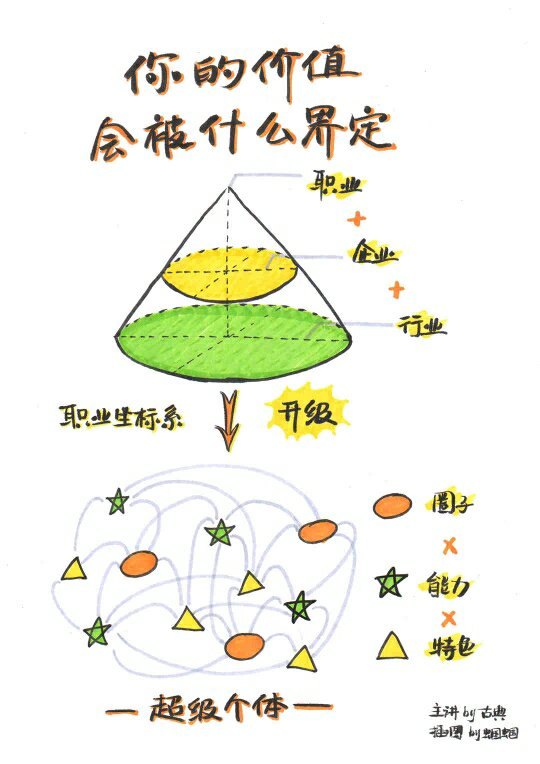 你的价值
会被什么界定
职业
+
企业
+
行业
职业坐标系
升级
圈子
×
能力
×
特色
—超级个体—
主讲 by 古典
插图 by 蝈蝈